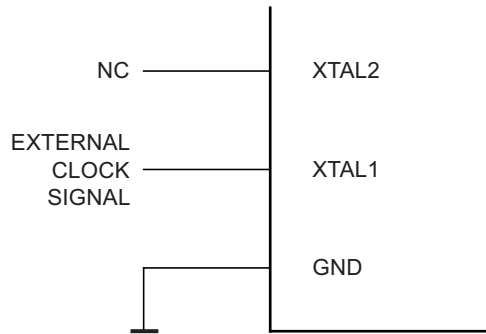 NC
XTAL2
EXTERNAL
CLOCK
SIGNAL
XTAL1
GND